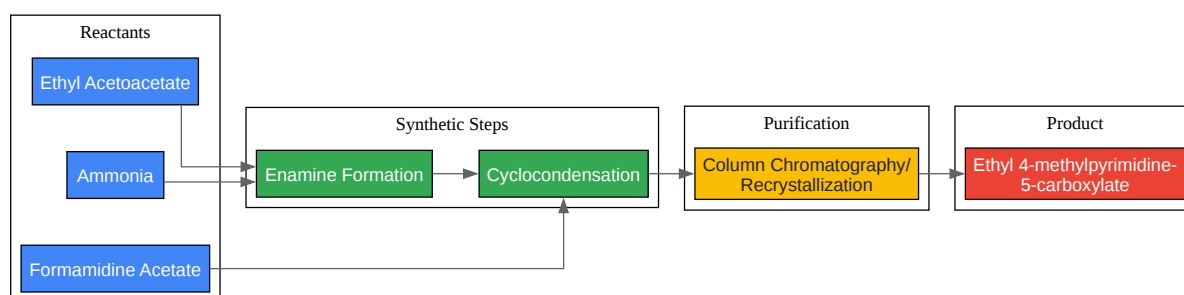 Reactants
Ethyl Acetoacetate
Ammonia
Formamidine Acetate
Synthetic Steps
Enamine Formation
Cyclocondensation
Purification
Column Chromatography/
Recrystallization
Product
Ethyl 4-methylpyrimidine-
5-carboxylate